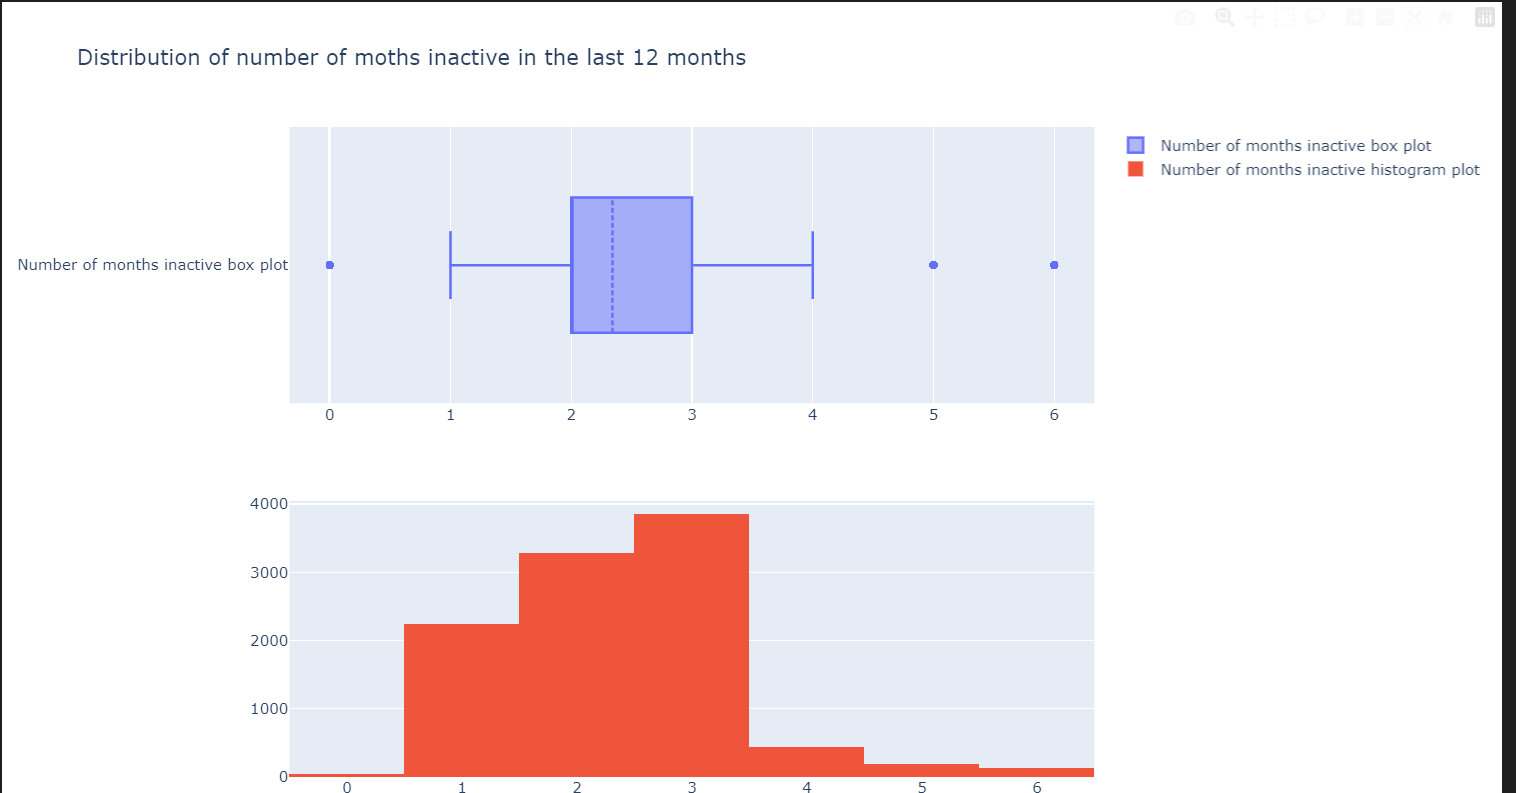 Distribution of number of moths inactive in the last 12 months
Number of months inactive box plot
Number of months inactive histogram plot
Number of months inactive box plot
0 1 2 3 4 5 6
4000
3000
2000
1000
0
0 1 2 3 4 5 6